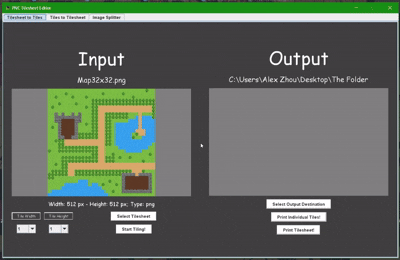 PNG Tilesheet Editor
Tilesheet to Tiles
Tiles to Tilesheet
Image Splitter
Input
Output
Map32x32.png
C:\Users\Alex Zhou\Desktop\The Folder
Width: 512 px - Height: 512 px; Type: png
Tile Width
Tile Height
Select Tilesheet
1
1
Start Tiling!
Select Output Destination
Print Individual Tiles!
Print Tilesheet!